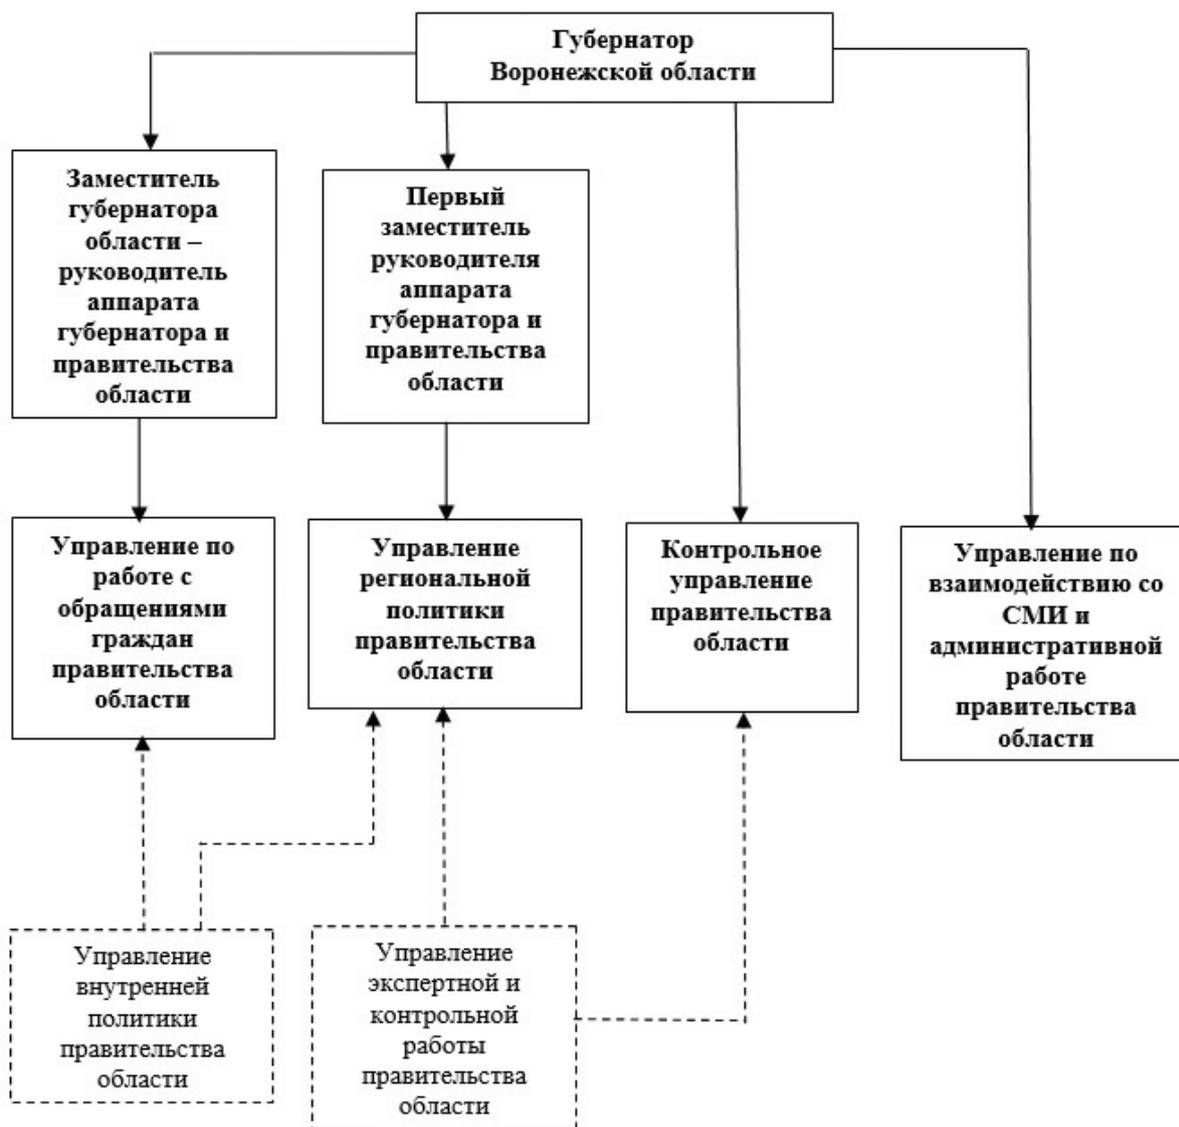 Губернатор
Воронежской области
Заместитель
губернатора
области –
руководитель
аппарата
губернатора и
правительства
области
Первый
заместитель
руководителя
аппарата
губернатора и
правительства
области
Управление по
работе с
обращениями
граждан
правительства
области
Управление
региональной
политики
правительства
области
Контрольное
управление
правительства
области
Управление по
взаимодействию со
СМИ и
административной
работе
правительства
области
Управление
внутренней
политики
правительства
области
Управление
экспертной и
контрольной
работы
правительства
области